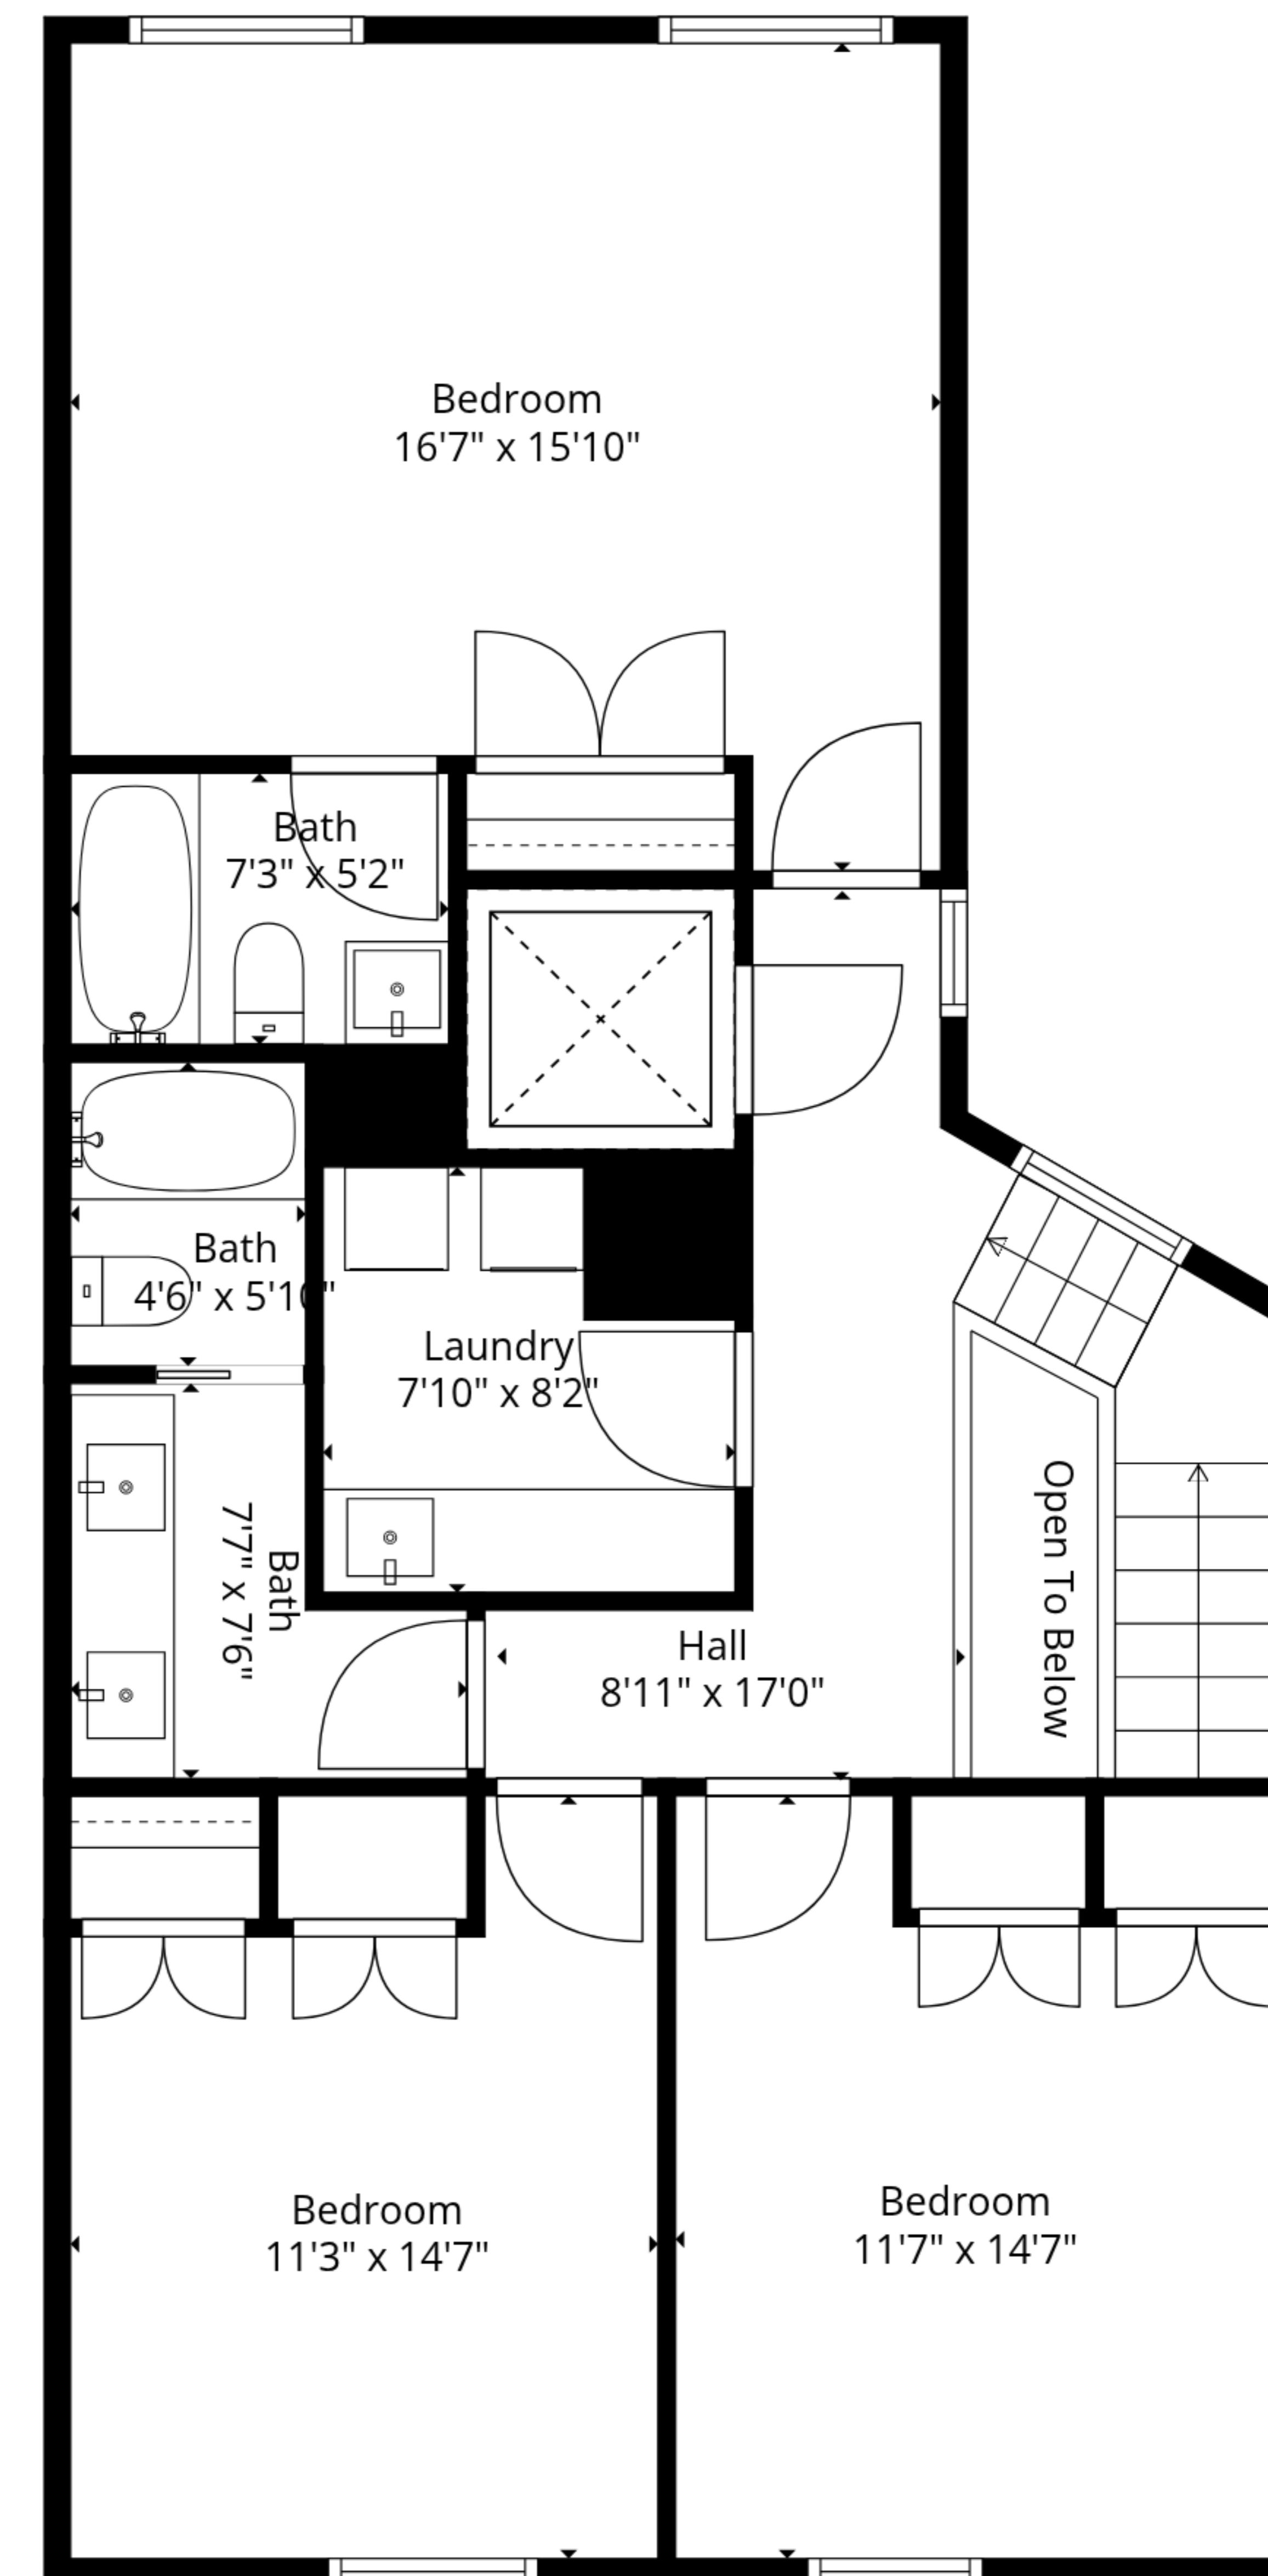 Bedroom
16'7" x 15'10"
Bath
7'3" x 5'2"
Bath
4'6" x 5'10"
Laundry
7'10" x 8'2"
Bath
7'7" x 7'6"
Hall
8'11" x 17'0"
Open To Below
Bedroom
11'3" x 14'7"
Bedroom
11'7" x 14'7"